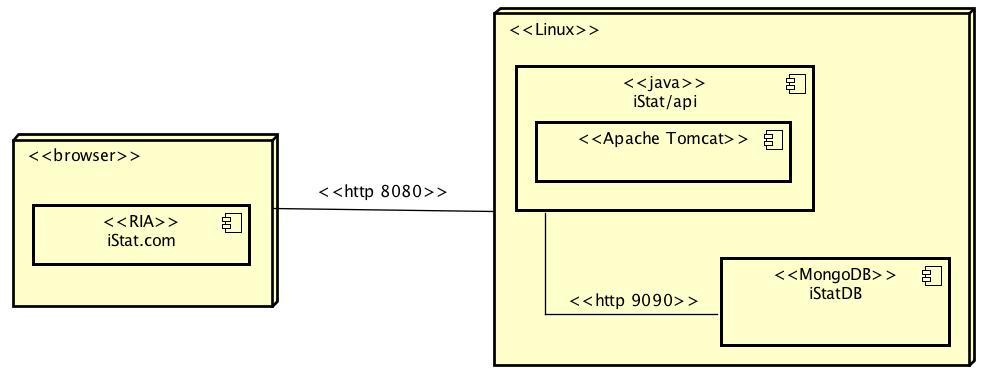 <<browser>>
<<RIA>>
iStat.com
<<http 8080>>
<<Linux>>
<<java>>
iStat/api
<<Apache Tomcat>>
<<http 9090>>
<<MongoDB>>
iStatDB